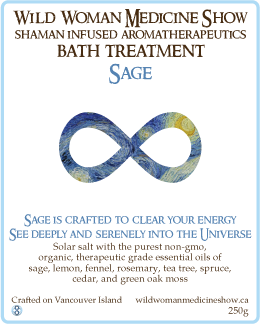 Wild Woman Medicine Show
shaman infused aromatherapeutics
bath treatment
Sage
Sage is crafted to clear your energy
See deeply and serenely into the Universe
Solar salt with the purest non-gmo,
organic, therapeutic grade essential oils of
sage, lemon, fennel, rosemary, tea tree, spruce,
cedar, and green oak moss
Crafted on Vancouver Island wildwomanmedicineshow.ca
250g